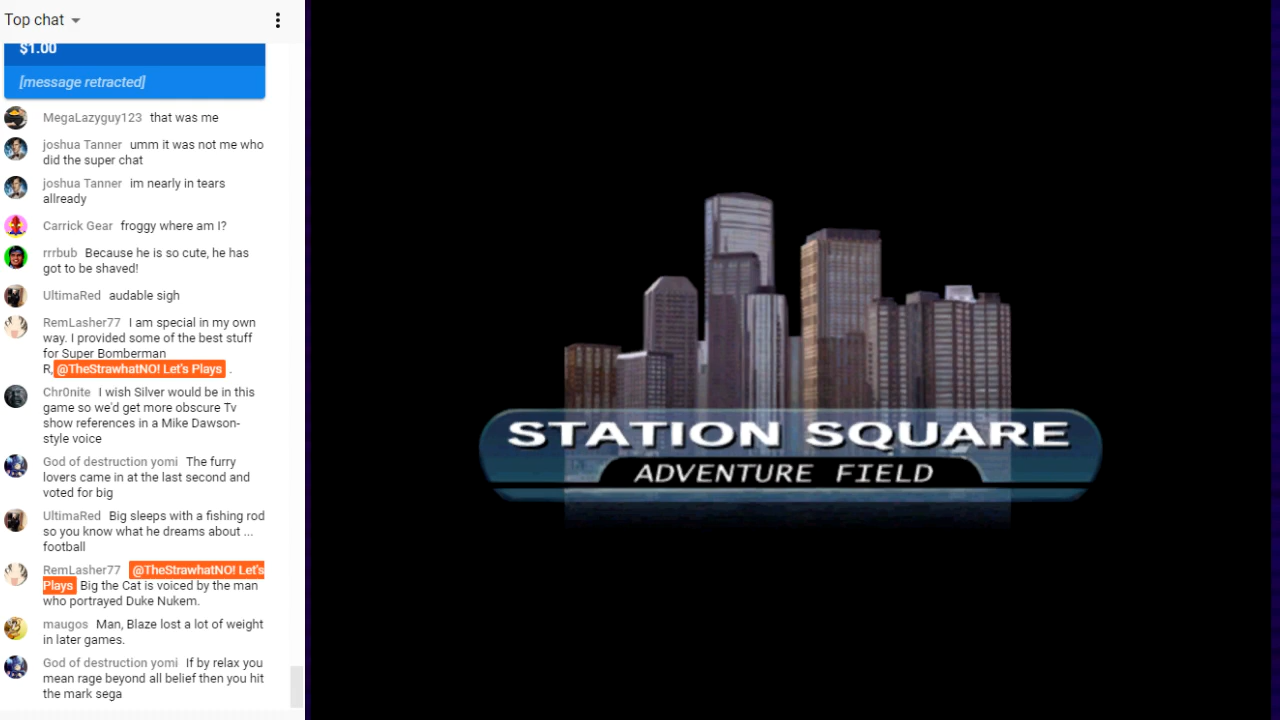 Top chat
$1.00
[message retracted]
MegaLazyguy123 that was me
joshua Tanner umm it was not me who
did the super chat
joshua Tanner im nearly in tears
allready
Carrick Gear froggy where am I?
rrrbub Because he is so cute, he has
got to be shaved!
UltimaRed audable sigh
RemLasher77 I am special in my own
way. I provided some of the best stuff
for Super Bomberman
R, @TheStrawhatNO! Let's Plays .
Chr0nite I wish Silver would be in this
game so we'd get more obscure Tv
show references in a Mike Dawson-
style voice
God of destruction yomi The furry
lovers came in at the last second and
voted for big
UltimaRed Big sleeps with a fishing rod
so you know what he dreams about ...
football
RemLasher77 @TheStrawhatNO! Let's
Plays Big the Cat is voiced by the man
who portrayed Duke Nukem.
maugos Man, Blaze lost a lot of weight
in later games.
God of destruction yomi If by relax you
mean rage beyond all belief then you hit
the mark sega
STATION SQUARE
ADVENTURE FIELD